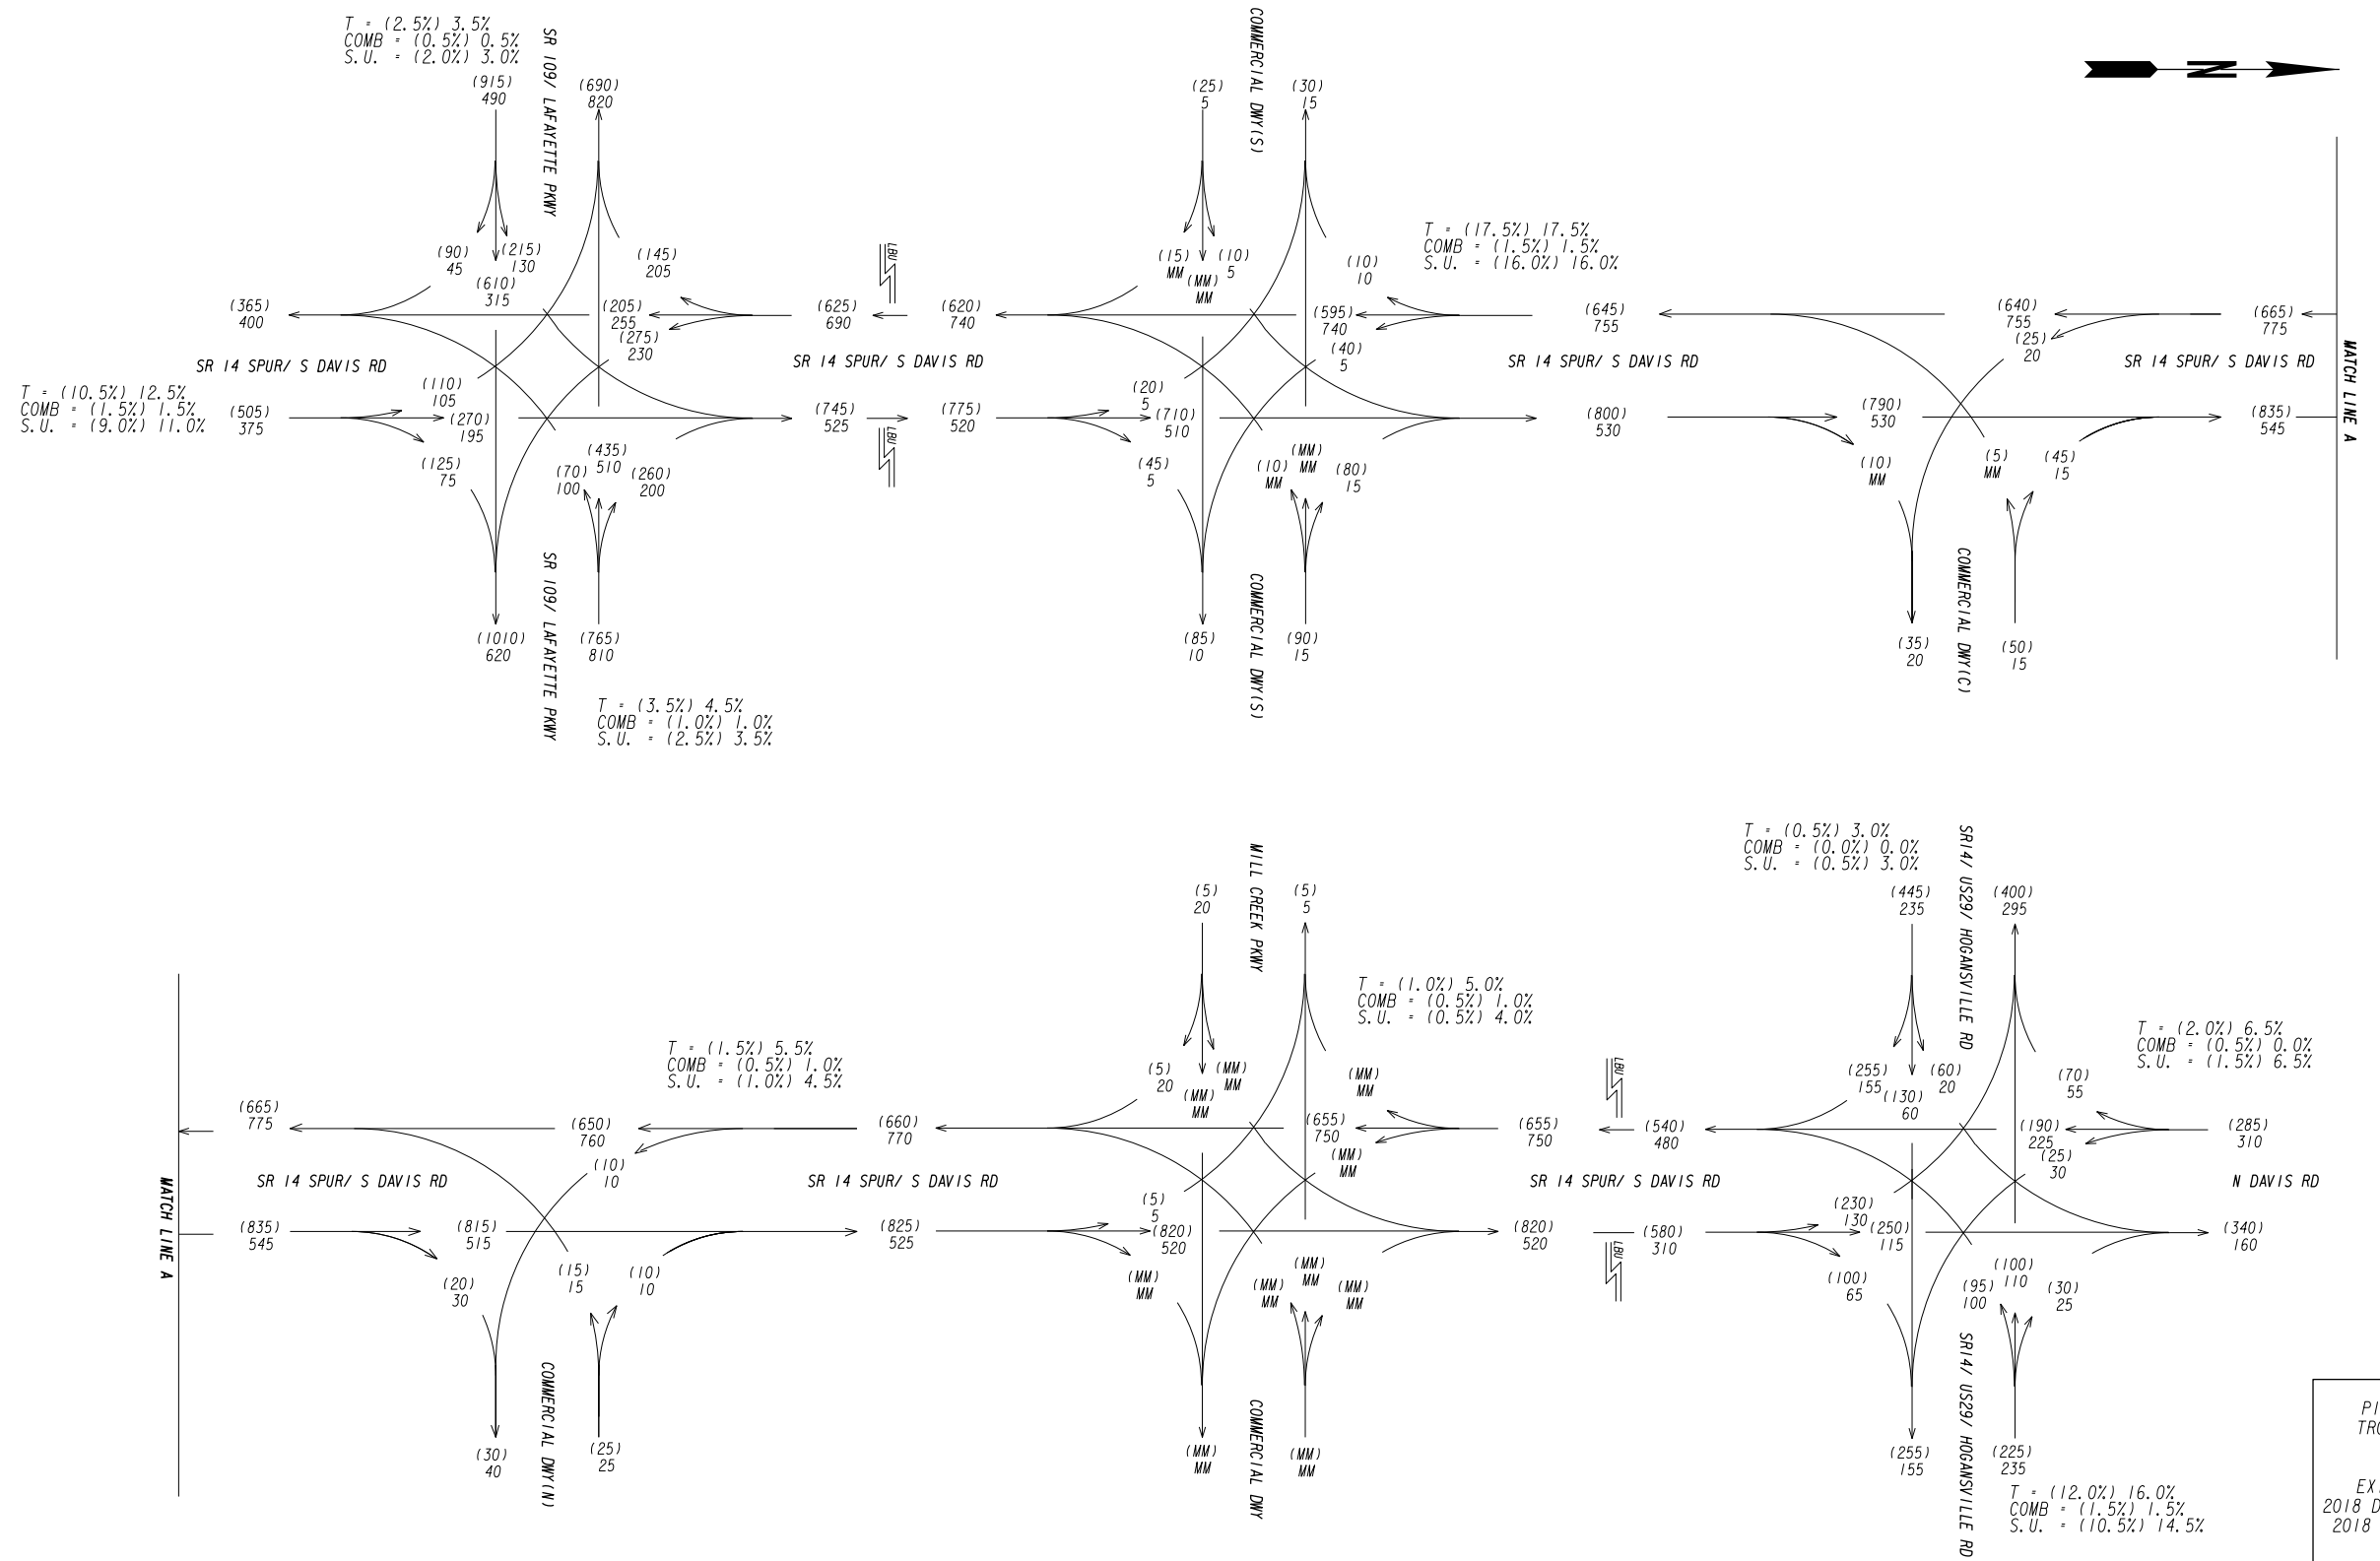 T = (2.5%) 3.5%
COMB = (0.5%) 0.5%
S.U. = (2.0%) 3.0%
SR 109/ LAFAYETTE PKWY
(915)
490
(690)
820
(90)
45
(215)
130
(610)
315
(145)
205
(365)
400
(205)
255
(275)
230
(625)
690
SR 14 SPUR/ S DAVIS RD
T = (10.5%) 12.5%
COMB = (1.5%) 1.5%
S.U. = (9.0%) 11.0%
(505)
375
(110)
105
(270)
195
(125)
75
(435)
510
(70)
100
(260)
200
(745)
525
(1010)
620
(765)
810
SR 109/ LAFAYETTE PKWY
T = (3.5%) 4.5%
COMB = (1.0%) 1.0%
S.U. = (2.5%) 3.5%
LBU
LBU
SR 14 SPUR/ S DAVIS RD
COMMERCIAL DWY(S)
(25)
5
(30)
15
(15)
MM
(10)
5
(MM)
MM
(10)
10
T = (17.5%) 17.5%
COMB = (1.5%) 1.5%
S.U. = (16.0%) 16.0%
(620)
740
(595)
740
(40)
5
(645)
755
(775)
520
(20)
5
(710)
510
(45)
5
(10)
MM
(MM)
MM
(80)
15
(800)
530
(85)
10
(90)
15
COMMERCIAL DWY(S)
SR 14 SPUR/ S DAVIS RD
N
(640)
755
(25)
20
(665)
775
SR 14 SPUR/ S DAVIS RD
MATCH LINE A
(790)
530
(10)
MM
(5)
MM
(45)
15
(835)
545
COMMERCIAL DWY(C)
(35)
20
(50)
15
MATCH LINE A
(665)
775
SR 14 SPUR/ S DAVIS RD
(835)
545
T = (1.5%) 5.5%
COMB = (0.5%) 1.0%
S.U. = (1.0%) 4.5%
(650)
760
(10)
10
(815)
515
(20)
30
(15)
15
(10)
10
(30)
40
(25)
25
COMMERCIAL DWY(N)
(660)
770
SR 14 SPUR/ S DAVIS RD
(825)
525
MILL CREEK PKWY
(5)
20
(5)
5
T = (1.0%) 5.0%
COMB = (0.5%) 1.0%
S.U. = (0.5%) 4.0%
(5)
20
(MM)
MM
(MM)
MM
(MM)
MM
(655)
750
(MM)
MM
(655)
750
(5)
5
(820)
520
(MM)
MM
(MM)
MM
(MM)
MM
(MM)
MM
(820)
520
(MM)
MM
(MM)
MM
COMMERCIAL DWY
LBU
LBU
SR 14 SPUR/ S DAVIS RD
T = (0.5%) 3.0%
COMB = (0.0%) 0.0%
S.U. = (0.5%) 3.0%
SR14/ US29/ HOGANSVILLE RD
(445)
235
(400)
295
(255)
155
(60)
20
(130)
60
(70)
55
T = (2.0%) 6.5%
COMB = (0.5%) 0.0%
S.U. = (1.5%) 6.5%
(540)
480
(190)
225
(25)
30
(285)
310
N DAVIS RD
(580)
310
(230)
130
(250)
115
(100)
65
(100)
110
(95)
100
(30)
25
(340)
160
(255)
155
(225)
235
SR14/ US29/ HOGANSVILLE RD
T = (12.0%) 16.0%
COMB = (1.5%) 1.5%
S.U. = (10.5%) 14.5%
2018
2018